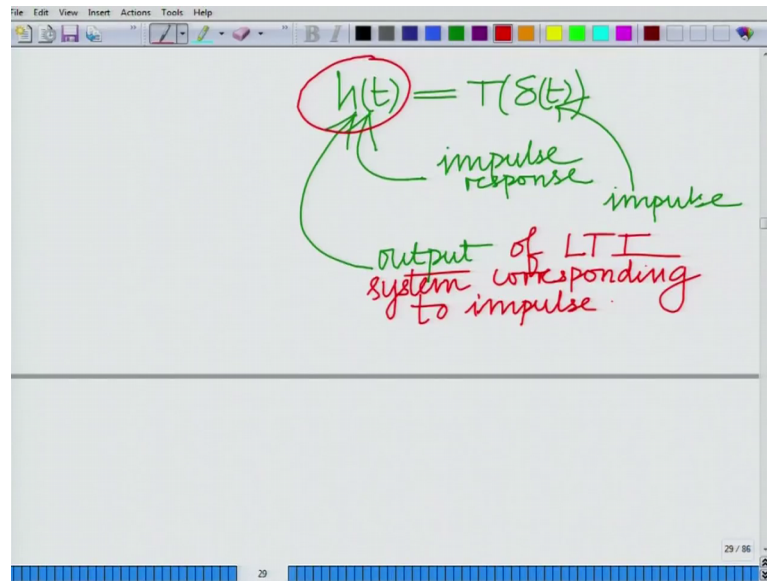 File Edit View Insert Actions Tools Help
B I
h(t) = T(δ(t))
impulse
response
impulse
output of LTI
system corresponding
to impulse.
29 / 86
29